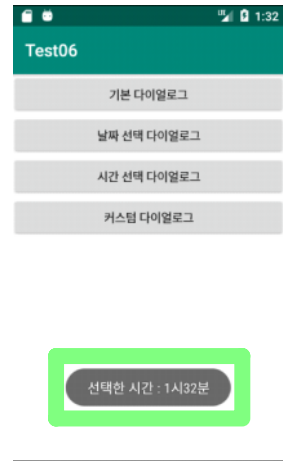 1:32
Test06
기본 다이얼로그
날짜 선택 다이얼로그
시간 선택 다이얼로그
커스텀 다이얼로그
선택한 시간 : 1시32분